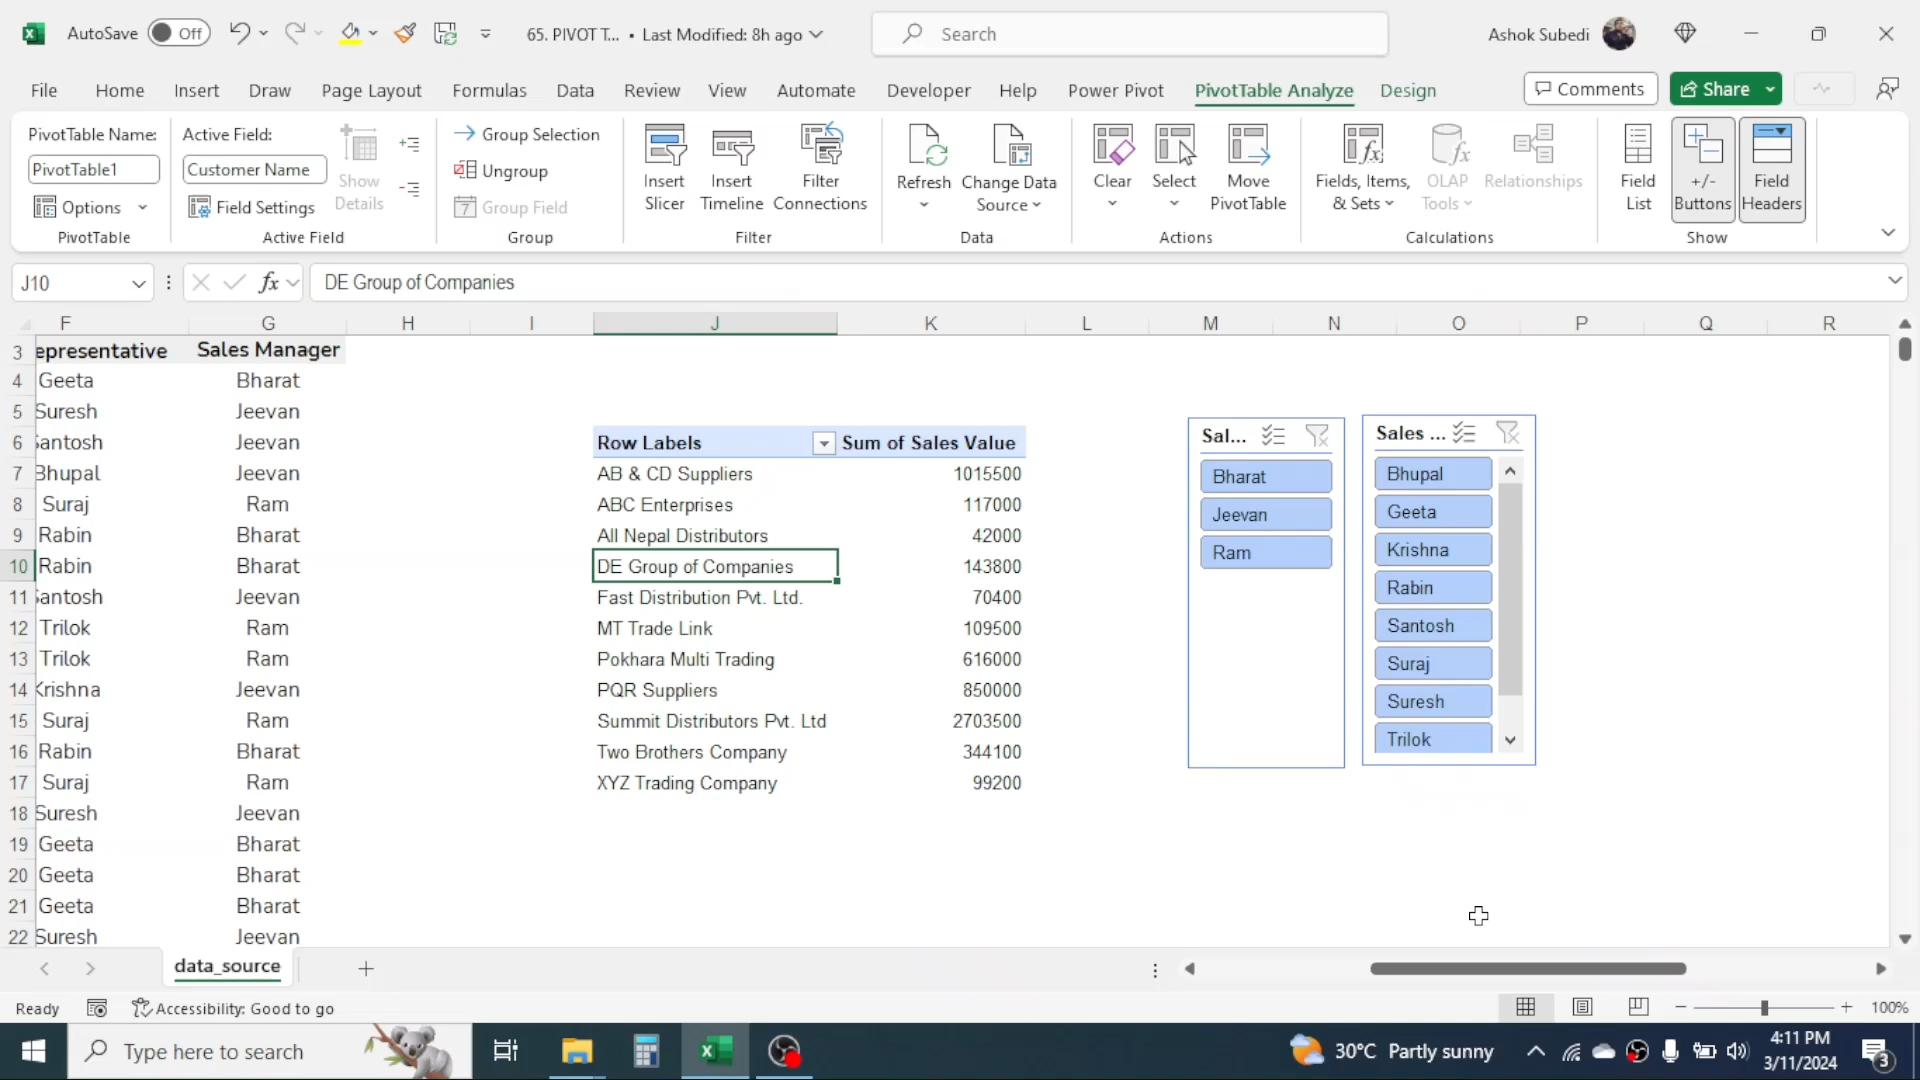 AutoSave Off 65. PIVOT T... • Last Modified: 8h ago Search Ashok Subedi
File Home Insert Draw Page Layout Formulas Data Review View Automate Developer Help Power Pivot PivotTable Analyze Design Comments Share
PivotTable Name: Active Field: Group Selection
PivotTable1 Customer Name Ungroup
Options Field Settings Group Field
Show Details
Insert Slicer
Insert Timeline
Filter Connections
Refresh
Change Data Source
Clear
Select
Move PivotTable
Fields, Items, & Sets
OLAP Tools
Relationships
Field List
+/- Buttons
Field Headers
PivotTable Active Field Group Filter Data Actions Calculations Show
J10 fx DE Group of Companies
F G H I J K L M N O P Q R
3 epresentative Sales Manager
4 Geeta Bharat
5 Suresh Jeevan
6 Santosh Jeevan Row Labels Sum of Sales Value
7 Bhupal Jeevan AB & CD Suppliers 1015500
8 Suraj Ram ABC Enterprises 117000
9 Rabin Bharat All Nepal Distributors 42000
10 Rabin Bharat DE Group of Companies 143800
11 Santosh Jeevan Fast Distribution Pvt. Ltd. 70400
12 Trilok Ram MT Trade Link 109500
13 Trilok Ram Pokhara Multi Trading 616000
14 Krishna Jeevan PQR Suppliers 850000
15 Suraj Ram Summit Distributors Pvt. Ltd 2703500
16 Rabin Bharat Two Brothers Company 344100
17 Suraj Ram XYZ Trading Company 99200
18 Suresh Jeevan
19 Geeta Bharat
20 Geeta Bharat
21 Geeta Bharat
22 Suresh Jeevan
Sal...
Bharat
Jeevan
Ram
Sales ...
Bhupal
Geeta
Krishna
Rabin
Santosh
Suraj
Suresh
Trilok
data_source
Ready Accessibility: Good to go 100%
Type here to search 30°C Partly sunny 4:11 PM
3/11/2024 3